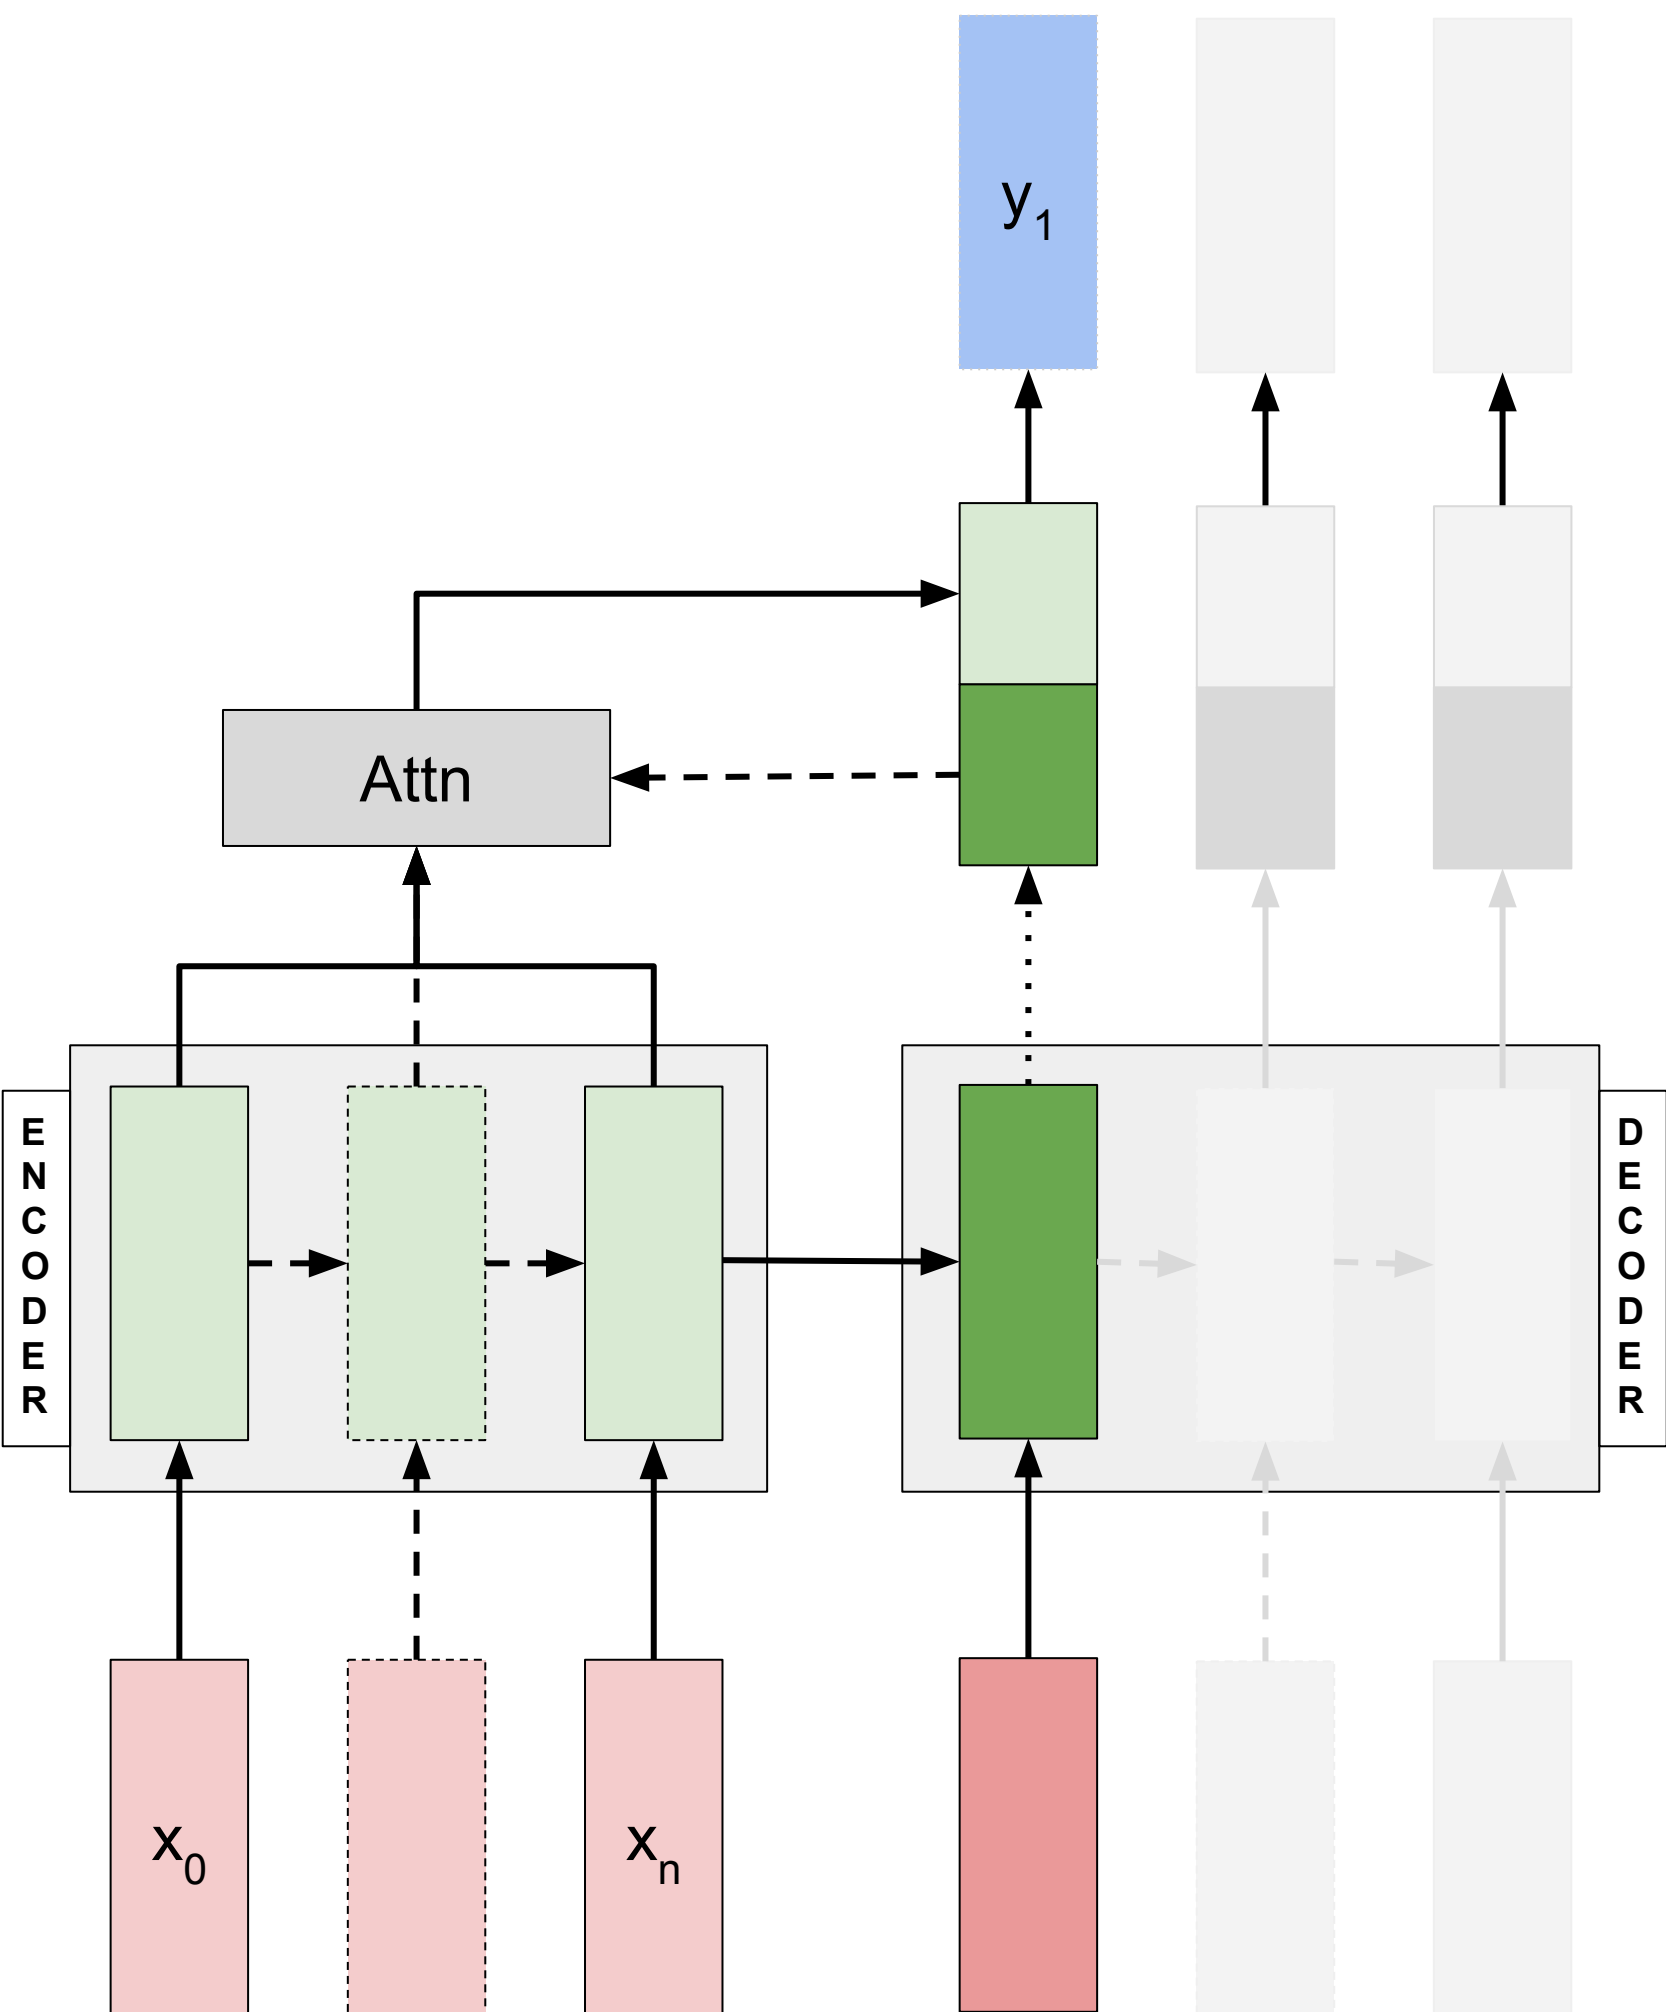 y₁
Attn
ENCODER
DECODER
x₀
xₙ